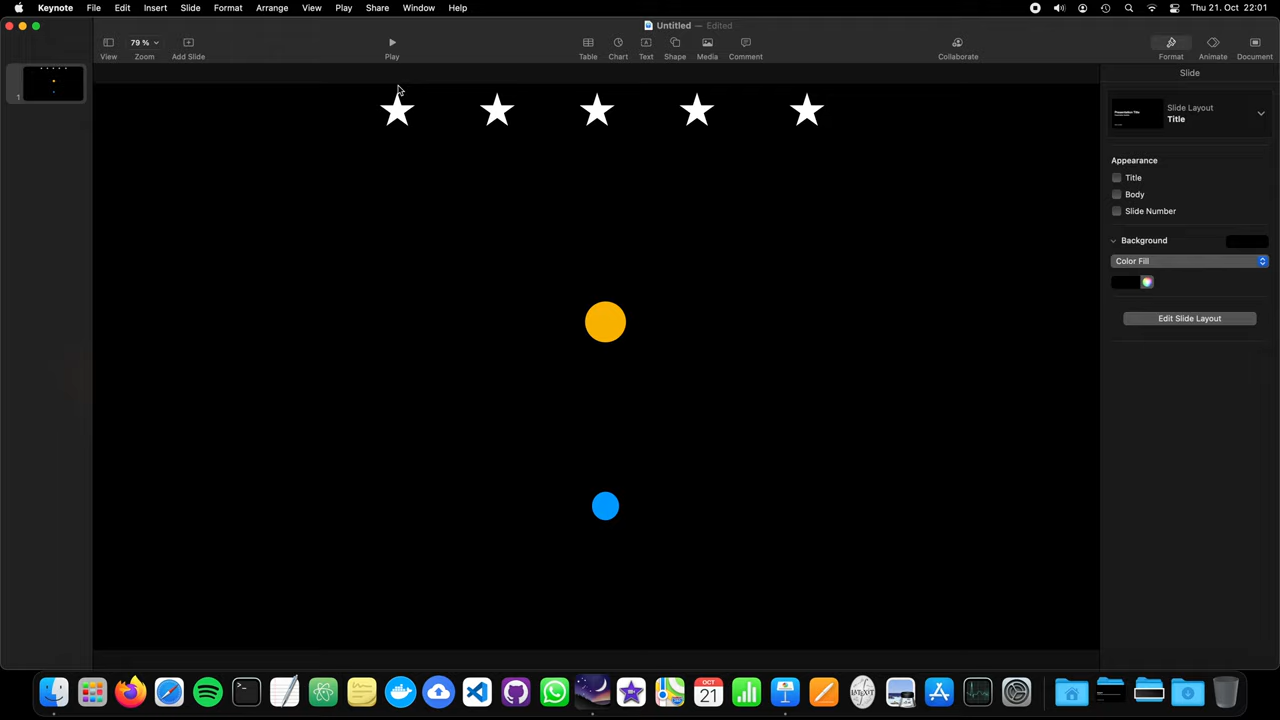 Keynote File Edit Insert Slide Format Arrange View Play Share Window Help Thu 21. Oct 22:01
Untitled — Edited
79 %
View Zoom Add Slide Play Table Chart Text Shape Media Comment Collaborate Format Animate Document
Slide
Slide Layout
Title
1
Appearance
Title
Body
Slide Number
Background
Color Fill
Edit Slide Layout
OCT
21